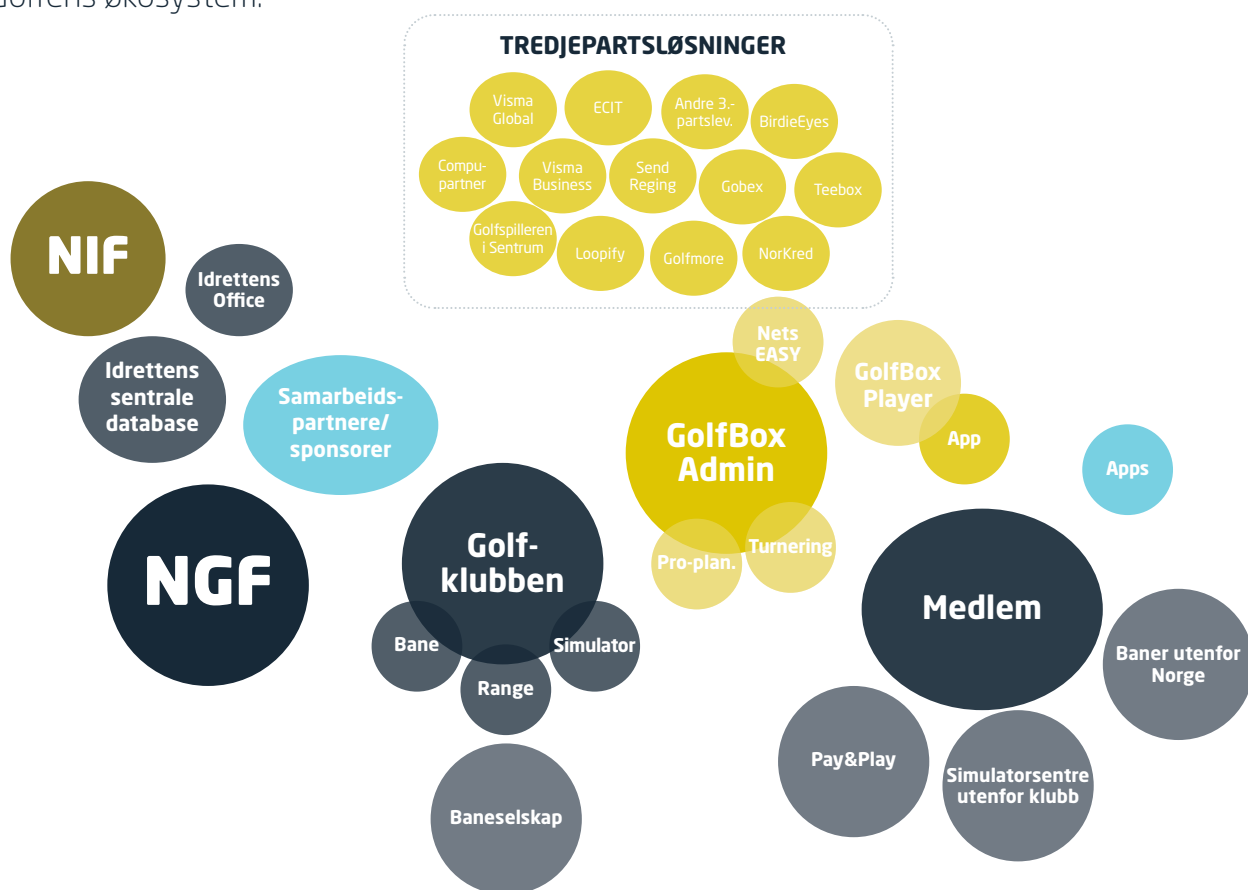 Golfens økosystem.
TREDJEPARTSLØSNINGER
Visma
Global
ECIT
Andre 3.-
partslev.
BirdieEyes
Compu-
partner
Visma
Business
Send
Reging
Gobex
Teebox
Golfspilleren
i Sentrum
Loopify
Golfmore
NorKred
NIF
Idrettens
Office
Idrettens
sentrale
database
Samarbeids-
partnere/
sponsorer
Nets
EASY
GolfBox
Player
App
Apps
GolfBox
Admin
Pro-plan.
Turnering
NGF
Golf-
klubben
Bane
Range
Simulator
Baneselskap
Medlem
Baner utenfor
Norge
Pay&Play
Simulatorsentre
utenfor klubb